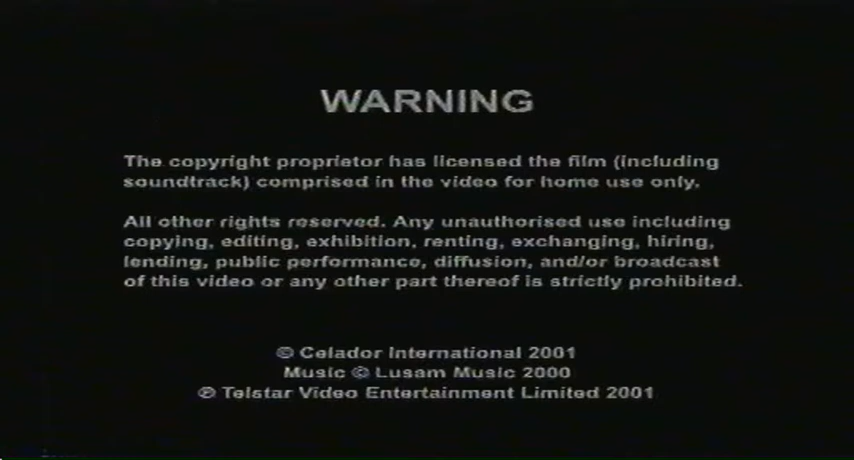 WARNING
The copyright proprietor has licensed the film (including
soundtrack) comprised in the video for home use only.
All other rights reserved. Any unauthorised use including
copying, editing, exhibition, renting, exchanging, hiring,
lending, public performance, diffusion, and/or broadcast
of this video or any other part thereof is strictly prohibited.
© Celador International 2001
Music © Lusam Music 2000
℗ Telstar Video Entertainment Limited 2001